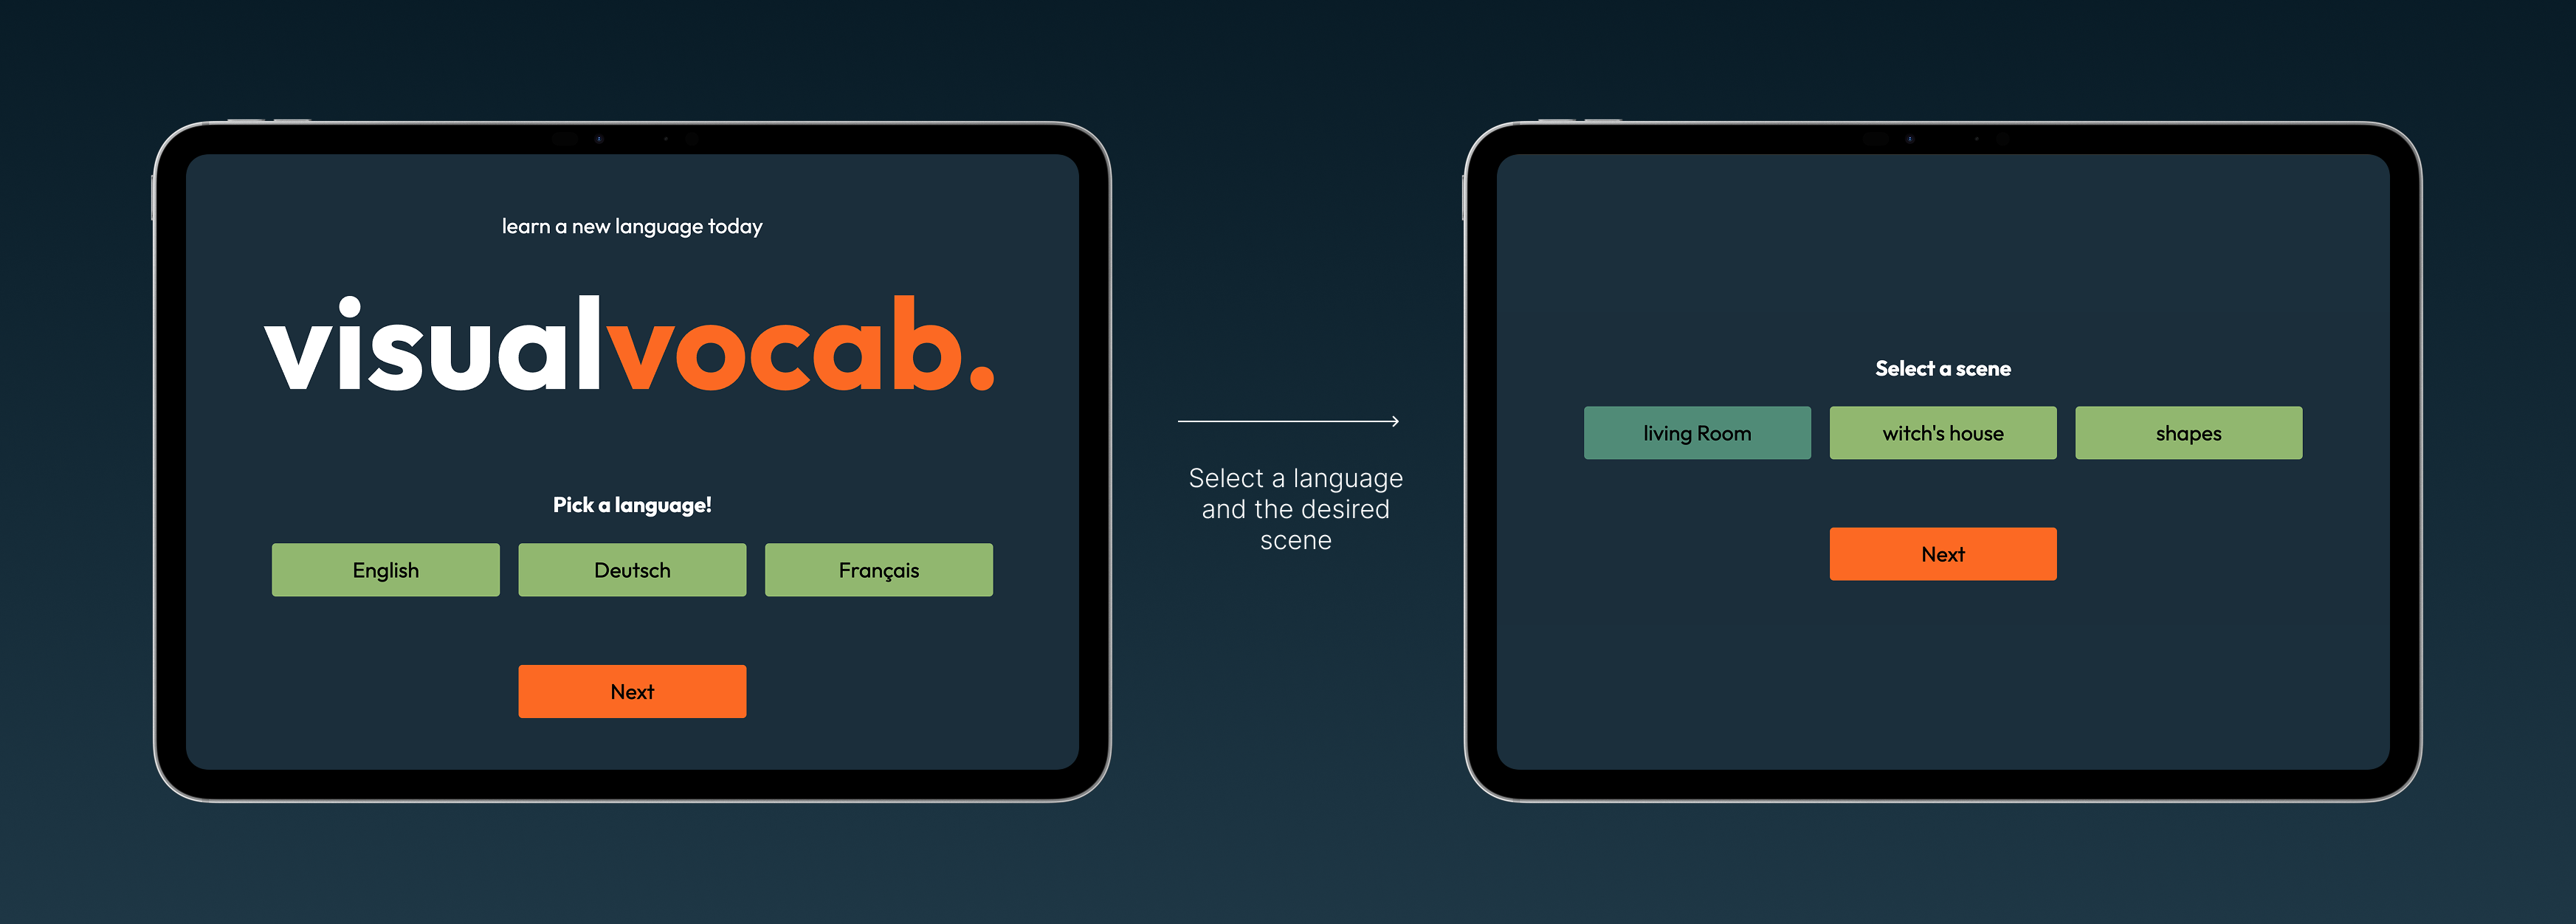 learn a new language today
visualvocab.
Pick a language!
English Deutsch Français
Next
Select a language
and the desired
scene
Select a scene
living Room witch's house shapes
Next